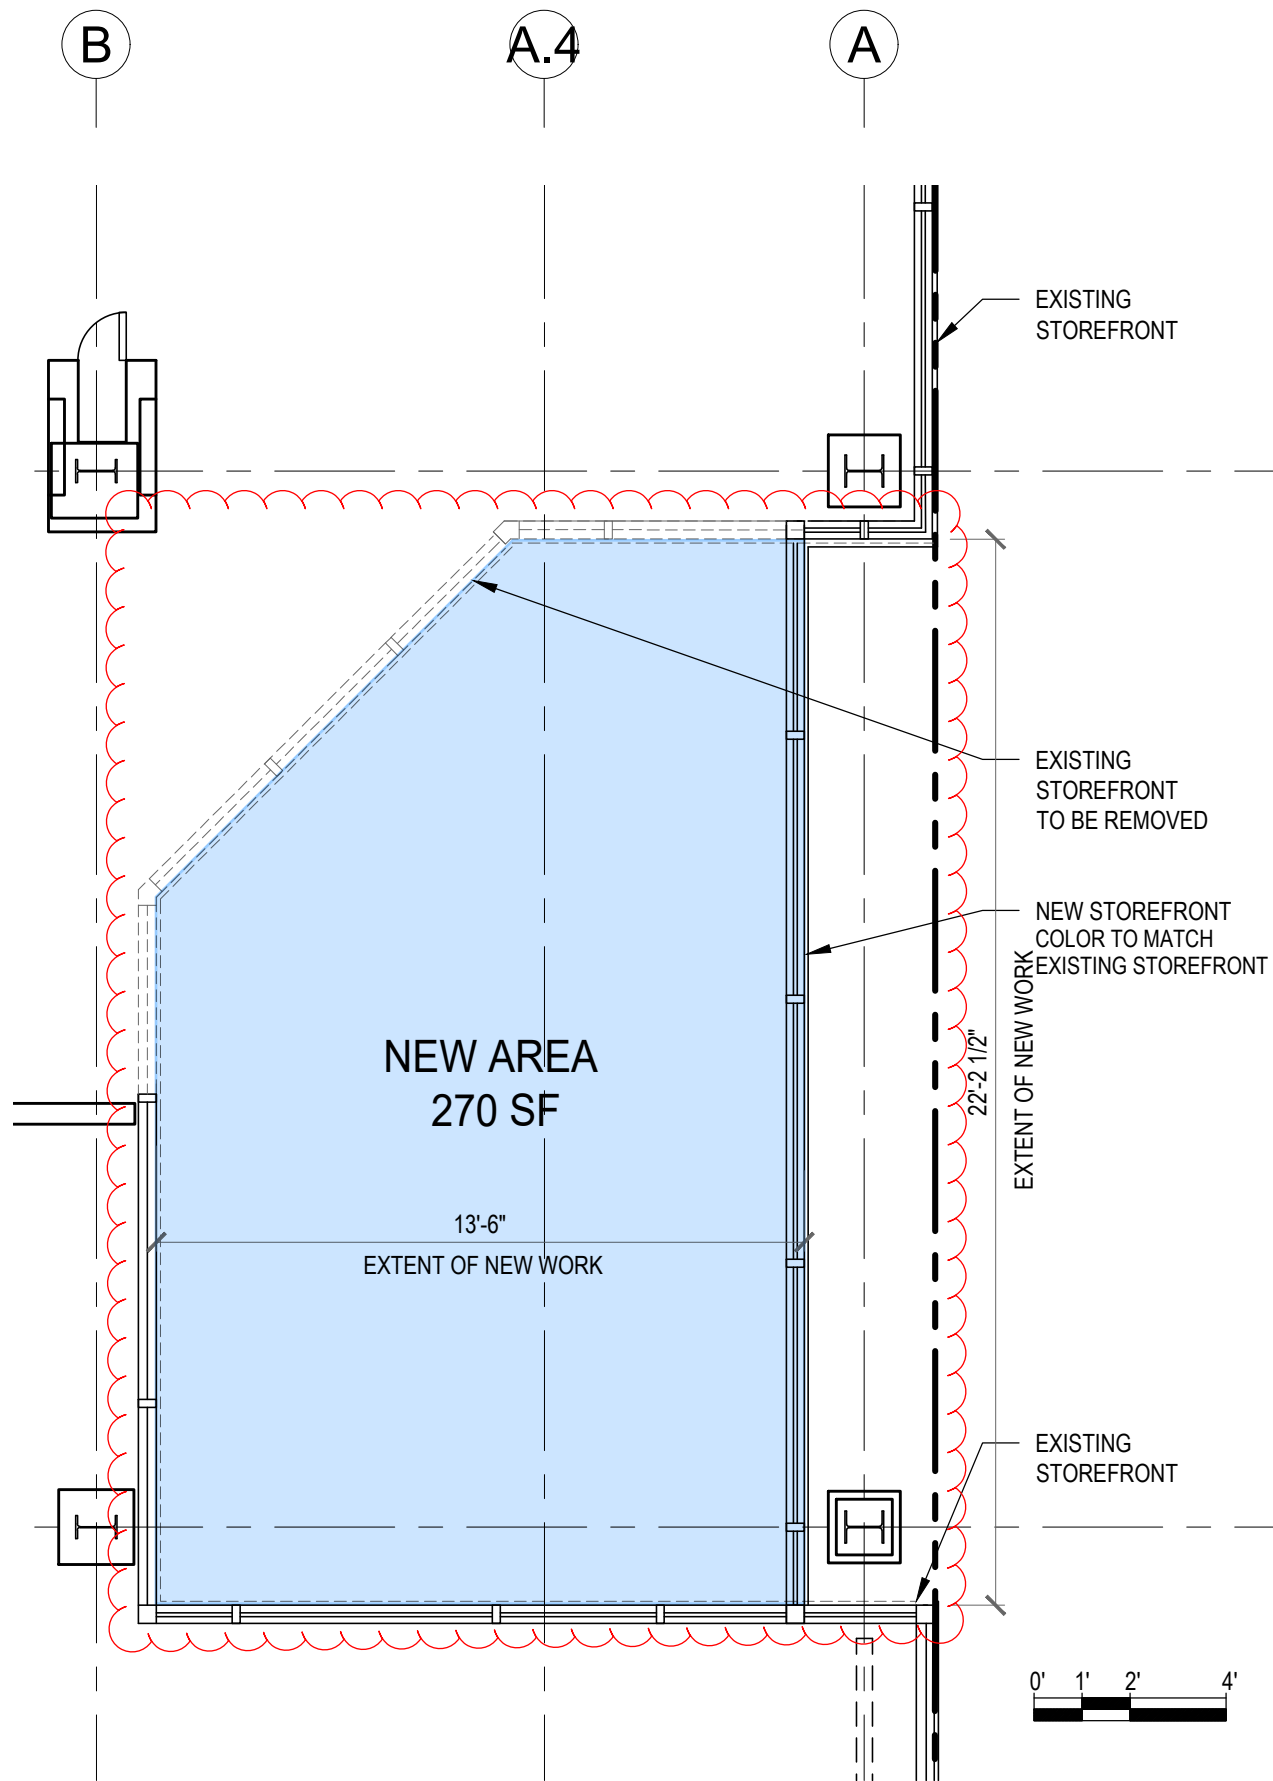 B
A.4
A
EXISTING
STOREFRONT
EXISTING
STOREFRONT
TO BE REMOVED
NEW STOREFRONT
COLOR TO MATCH
EXISTING STOREFRONT
NEW AREA
270 SF
22'-2 1/2"
EXTENT OF NEW WORK
13'-6"
EXTENT OF NEW WORK
EXISTING
STOREFRONT
0' 1' 2' 4'